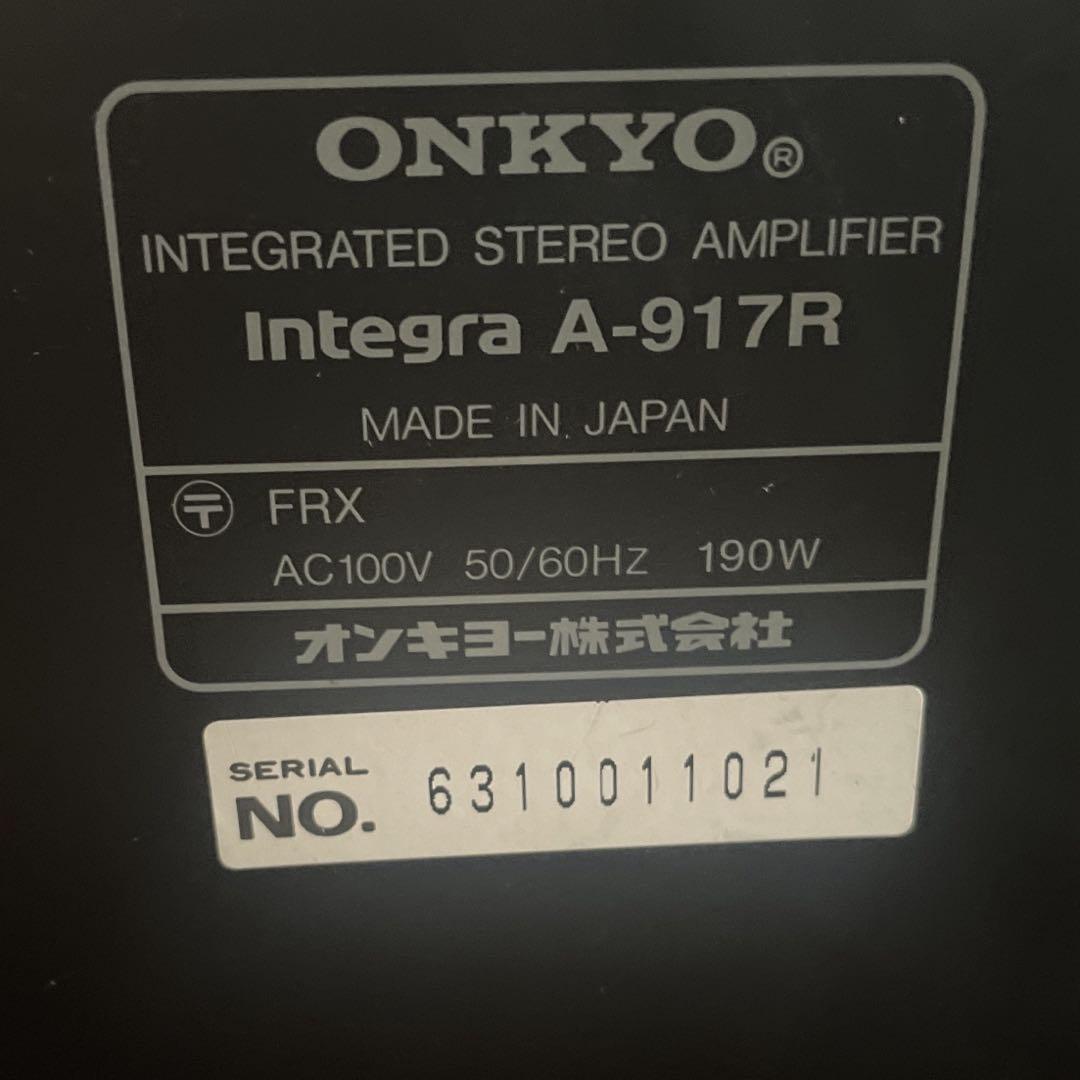 ONKYO®
INTEGRATED STEREO AMPLIFIER
Integra A-917R
MADE IN JAPAN
〶 FRX
AC100V 50/60Hz 190W
オンキヨー株式会社
SERIAL
NO. 6310011021